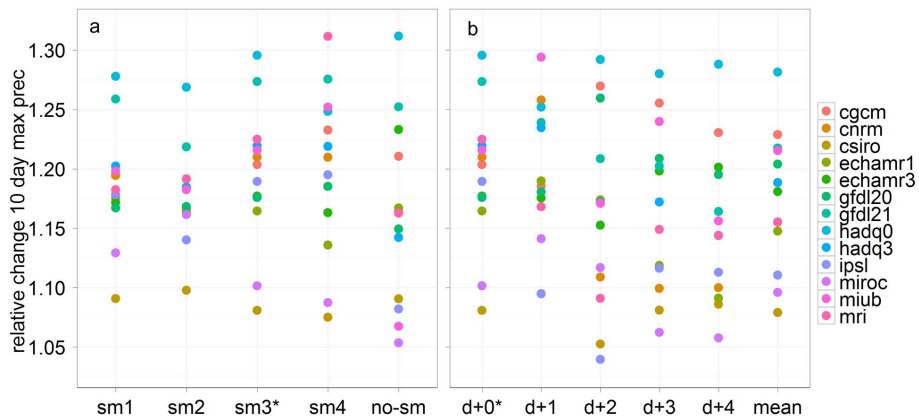 relative change 10 day max prec
1.30
1.25
1.20
1.15
1.10
1.05
a
sm1 sm2 sm3* sm4 no-sm
b
d+0* d+1 d+2 d+3 d+4 mean
cgcm
cnrm
csiro
echamr1
echamr3
gfdl20
gfdl21
hadq0
hadq3
ipsl
miroc
miub
mri